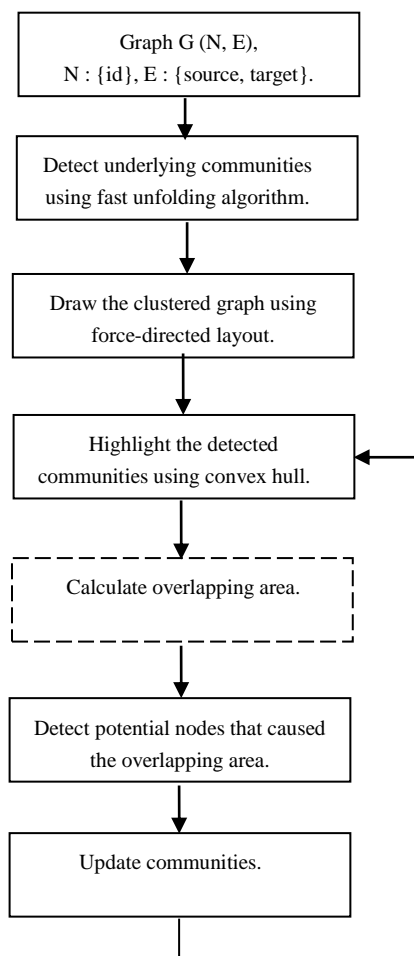 Graph G (N, E),
N : {id}, E : {source, target}.
Detect underlying communities
using fast unfolding algorithm.
Draw the clustered graph using
force-directed layout.
Highlight the detected
communities using convex hull.
Calculate overlapping area.
Detect potential nodes that caused
the overlapping area.
Update communities.